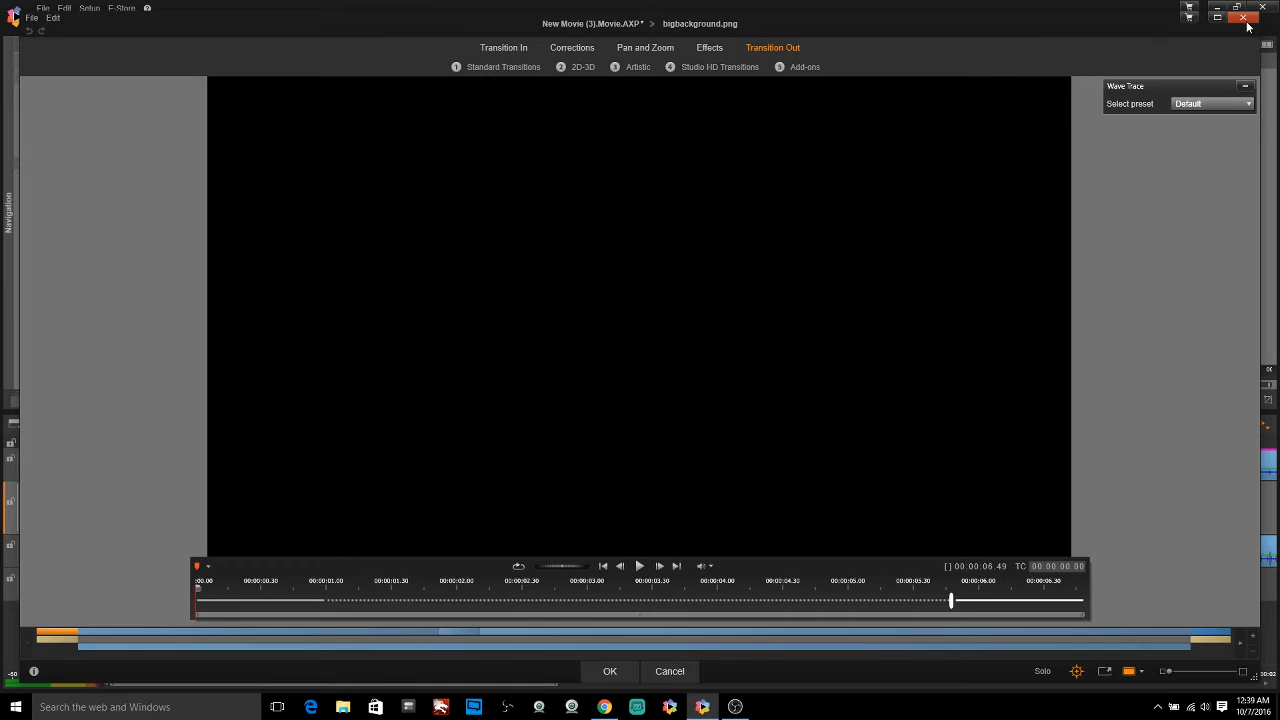 File Edit Setup E-Store ?
File Edit
New Movie (3).Movie.AXP* > bigbackground.png
Transition In Corrections Pan and Zoom Effects Transition Out
1 Standard Transitions 2 2D-3D 3 Artistic 4 Studio HD Transitions 5 Add-ons
Wave Trace
Select preset Default
Navigation
[ ] 00:00:06.49 TC 00:00:00.00
:00.00 00:00:00.30 00:00:01.00 00:00:01.30 00:00:02.00 00:00:02.30 00:00:03.00 00:00:03.30 00:00:04.00 00:00:04.30 00:00:05.00 00:00:05.30 00:00:06.00 00:00:06.30
OK Cancel
Solo
-60
Search the web and Windows
12:39 AM
10/7/2016